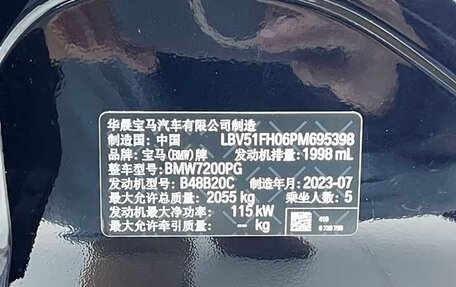 华晨宝马汽车有限公司制造
制造国：中国 LBV51FH06PM695398
品牌：宝马(BMW)牌 发动机排量：1998 mL
整车型号：BMW7200PG
发动机型号：B48B20C 制造年月：2023-07
最大允许总质量：2055 kg 乘坐人数：5
发动机最大净功率：115 kW
最大允许牵引质量：-- kg